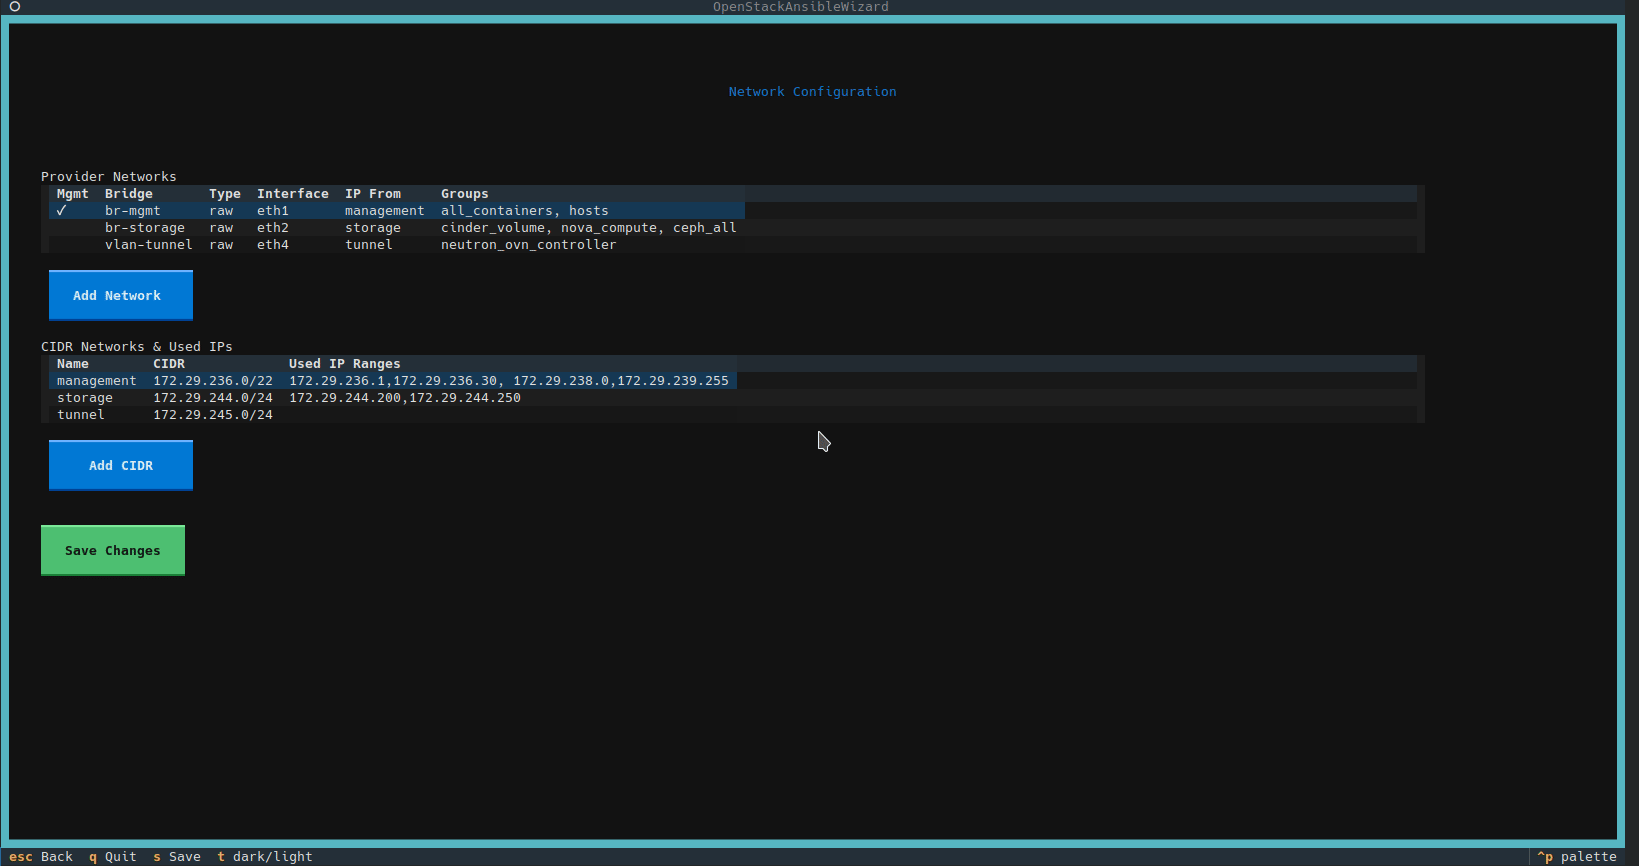 OpenStackAnsibleWizard
Network Configuration
Provider Networks
Mgmt Bridge Type Interface IP From Groups
✓ br-mgmt raw eth1 management all_containers, hosts
br-storage raw eth2 storage cinder_volume, nova_compute, ceph_all
vlan-tunnel raw eth4 tunnel neutron_ovn_controller
Add Network
CIDR Networks & Used IPs
Name CIDR Used IP Ranges
management 172.29.236.0/22 172.29.236.1,172.29.236.30, 172.29.238.0,172.29.239.255
storage 172.29.244.0/24 172.29.244.200,172.29.244.250
tunnel 172.29.245.0/24
Add CIDR
Save Changes
esc Back q Quit s Save t dark/light ^p palette